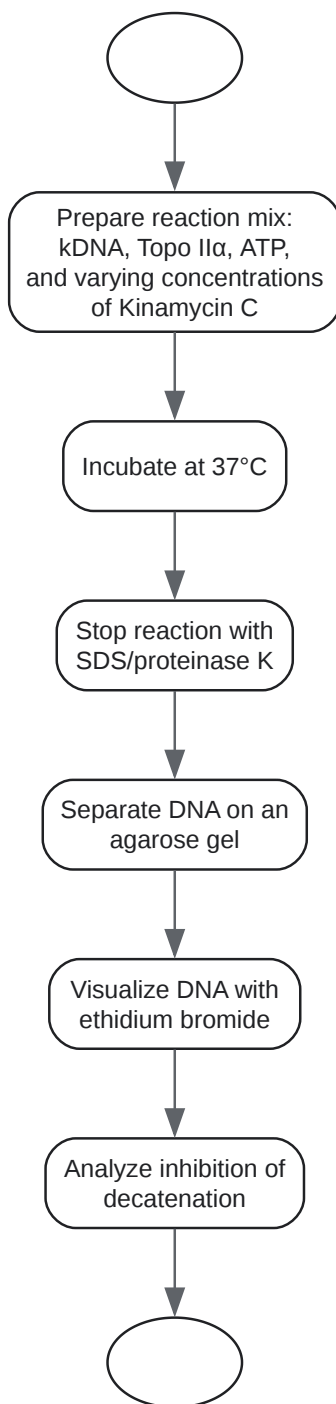 Prepare reaction mix:
kDNA, Topo IIα, ATP,
and varying concentrations
of Kinamycin C
Incubate at 37°C
Stop reaction with
SDS/proteinase K
Separate DNA on an
agarose gel
Visualize DNA with
ethidium bromide
Analyze inhibition of
decatenation